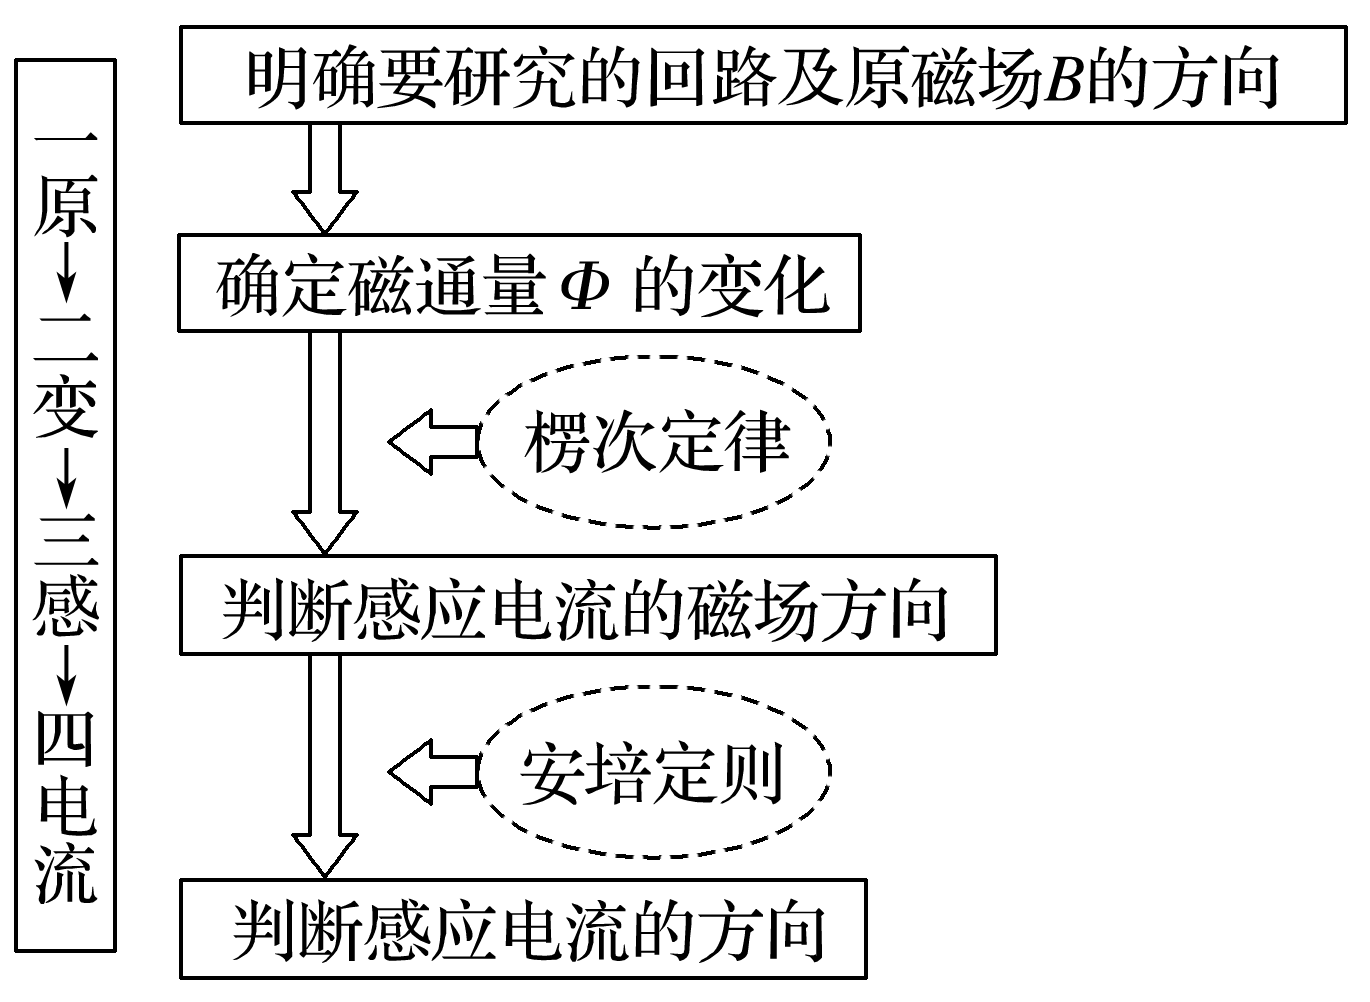 一原→二变→三感→四电流
明确要研究的回路及原磁场B的方向
确定磁通量Φ的变化
楞次定律
判断感应电流的磁场方向
安培定则
判断感应电流的方向